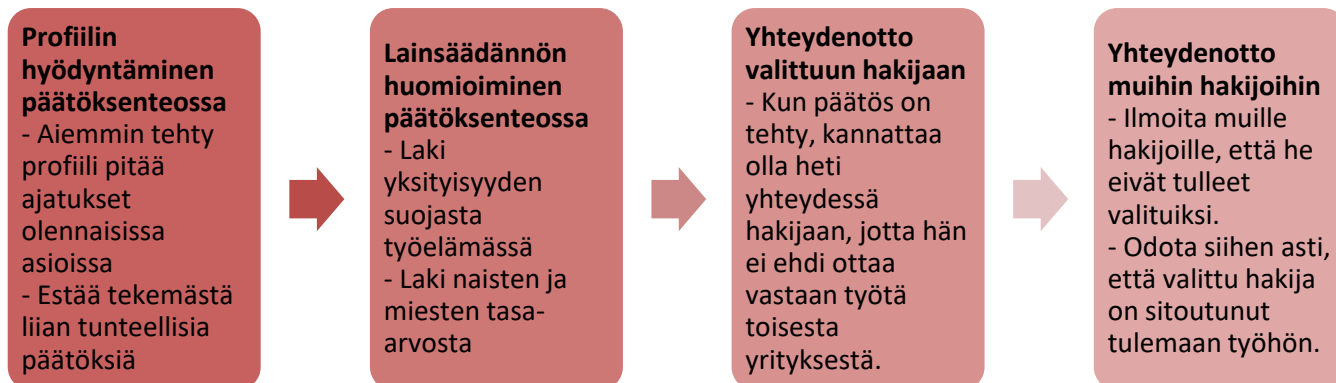 Profiilin
hyödyntäminen
päätöksenteossa
- Aiemmin tehty
profiili pitää
ajatukset
olennaisissa
asioissa
- Estää tekemästä
liian tunteellisia
päätöksiä
Lainsäädännön
huomioiminen
päätöksenteossa
- Laki
yksityisyyden
suojasta
työelämässä
- Laki naisten ja
miesten tasa-
arvosta
Yhteydenotto
valittuun hakijaan
- Kun päätös on
tehty, kannattaa
olla heti
yhteydessä
hakijaan, jotta hän
ei ehdi ottaa
vastaan työtä
toisesta
yrityksestä.
Yhteydenotto
muihin hakijoihin
- Ilmoita muille
hakijoille, että he
eivät tulleet
valituiksi.
- Odota siihen asti,
että valittu hakija
on sitoutunut
tulemaan työhön.